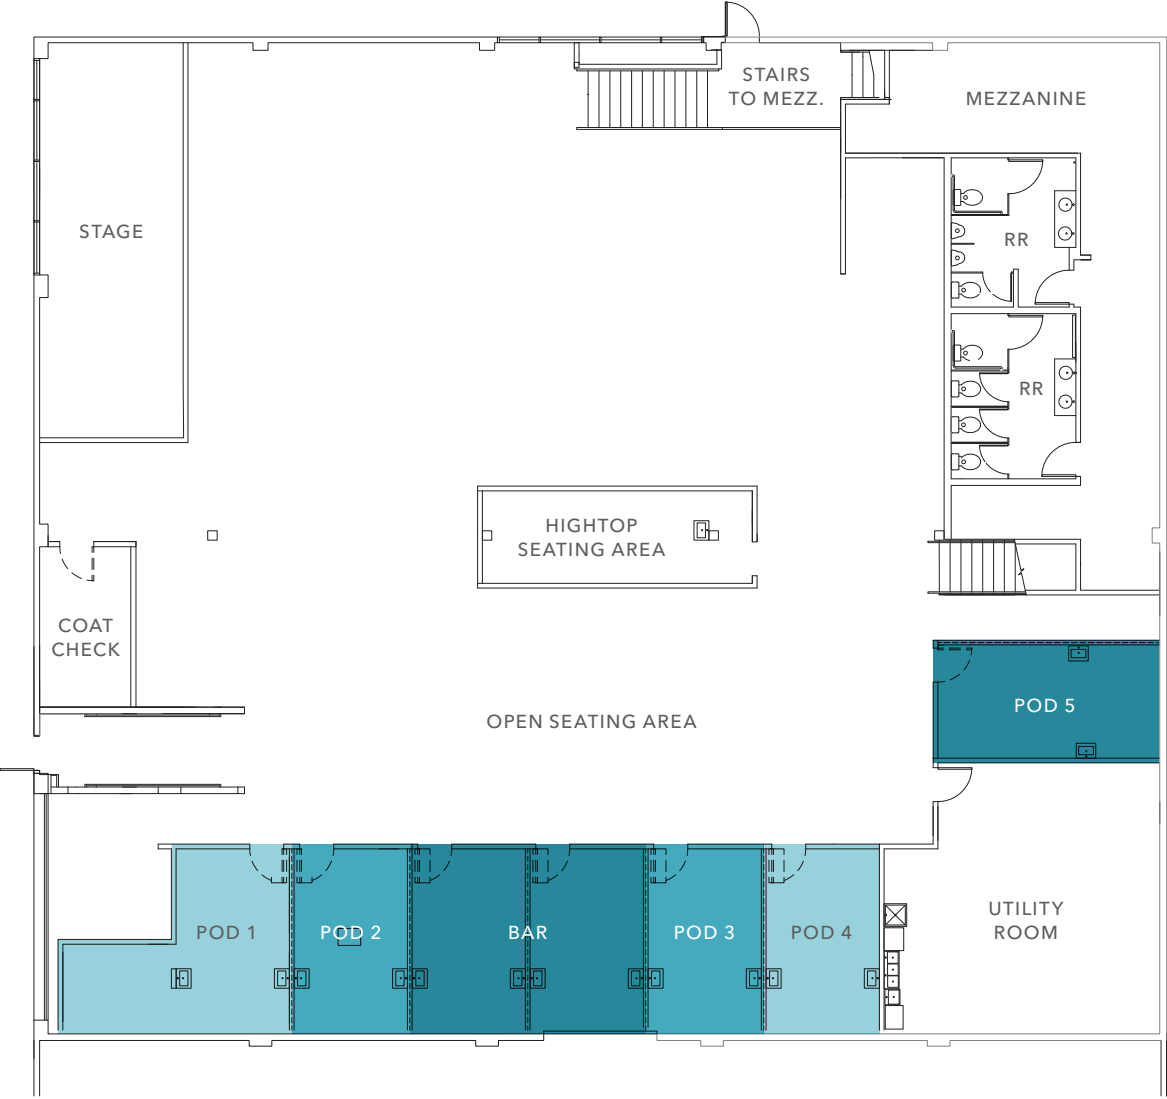 STAIRS
TO MEZZ.
MEZZANINE
STAGE
RR
RR
HIGHTOP
SEATING AREA
COAT
CHECK
OPEN SEATING AREA
POD 5
POD 1
POD 2
BAR
POD 3
POD 4
UTILITY
ROOM